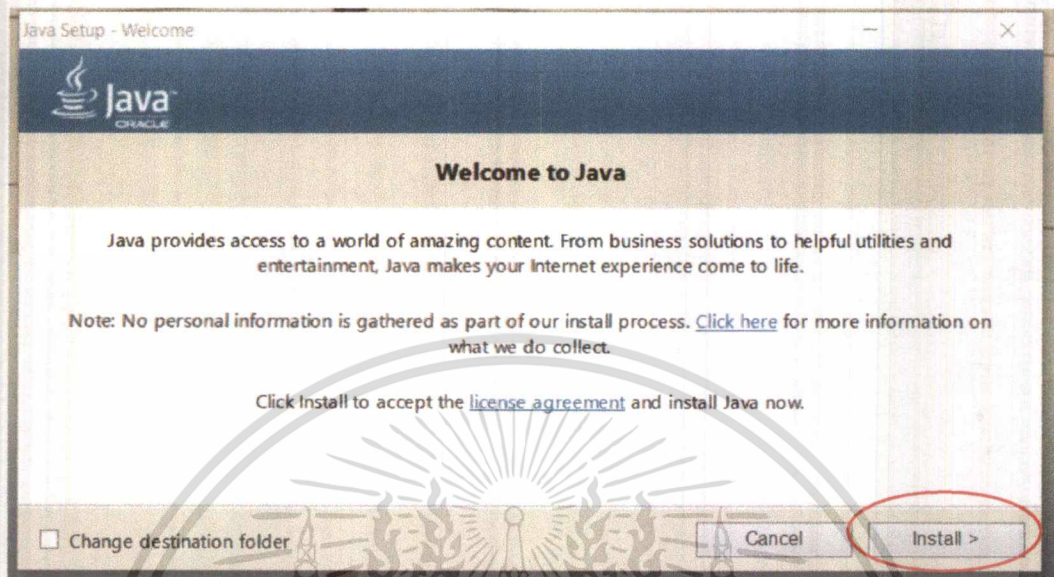 Java Setup - Welcome
Java
ORACLE
Welcome to Java
Java provides access to a world of amazing content. From business solutions to helpful utilities and
entertainment, Java makes your Internet experience come to life.
Note: No personal information is gathered as part of our install process. Click here for more information on
what we do collect.
Click Install to accept the license agreement and install Java now.
Change destination folder
Cancel
Install >